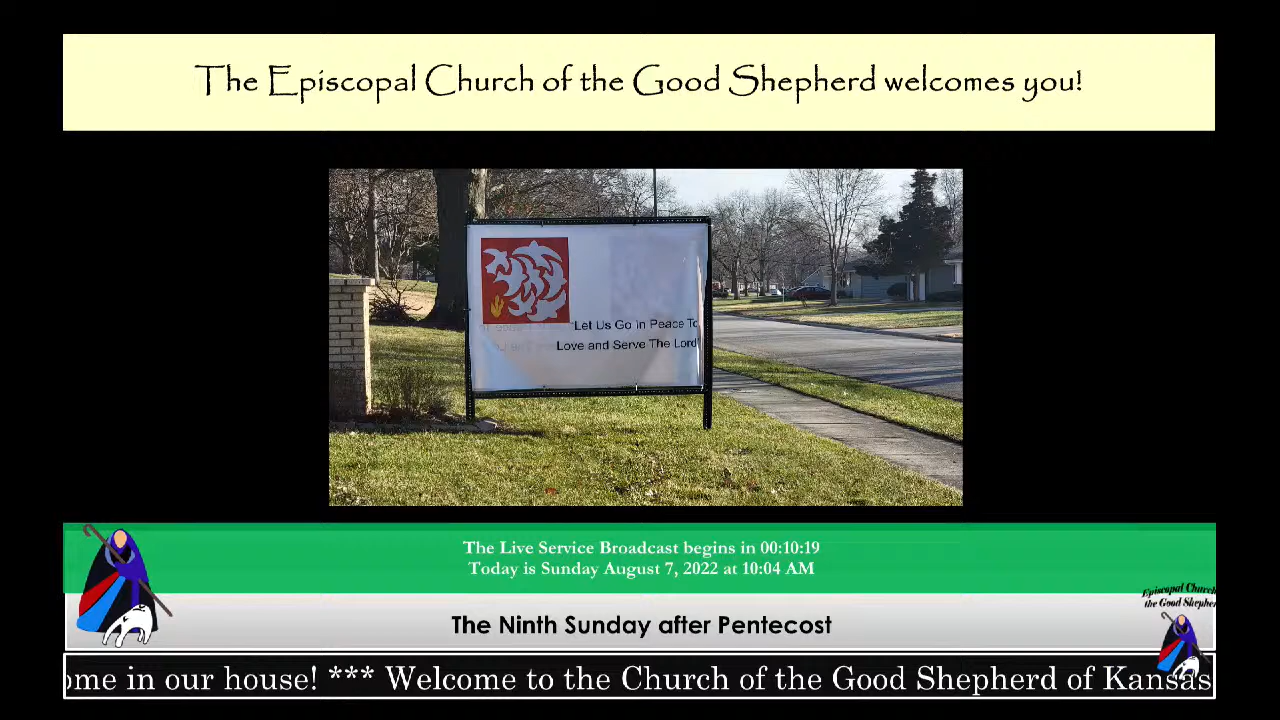 The Episcopal Church of the Good Shepherd welcomes you!
"Let Us Go In Peace To
Love and Serve The Lord"
The Live Service Broadcast begins in 00:10:19
Today is Sunday August 7, 2022 at 10:04 AM
Episcopal Church
the Good Shepher
The Ninth Sunday after Pentecost
ome in our house! *** Welcome to the Church of the Good Shepherd of Kansas